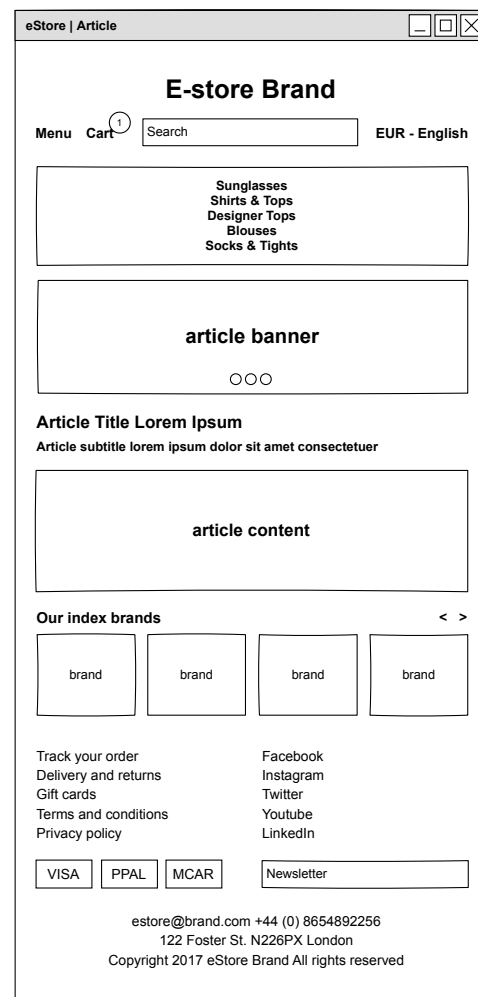 eStore | Article
E-store Brand
Menu Cart 1 Search EUR - English
Sunglasses
Shirts & Tops
Designer Tops
Blouses
Socks & Tights
article banner
Article Title Lorem Ipsum
Article subtitle lorem ipsum dolor sit amet consectetuer
article content
Our index brands < >
brand brand brand brand
Track your order
Delivery and returns
Gift cards
Terms and conditions
Privacy policy
Facebook
Instagram
Twitter
Youtube
LinkedIn
VISA PPAL MCAR Newsletter
estore@brand.com +44 (0) 8654892256
122 Foster St. N226PX London
Copyright 2017 eStore Brand All rights reserved